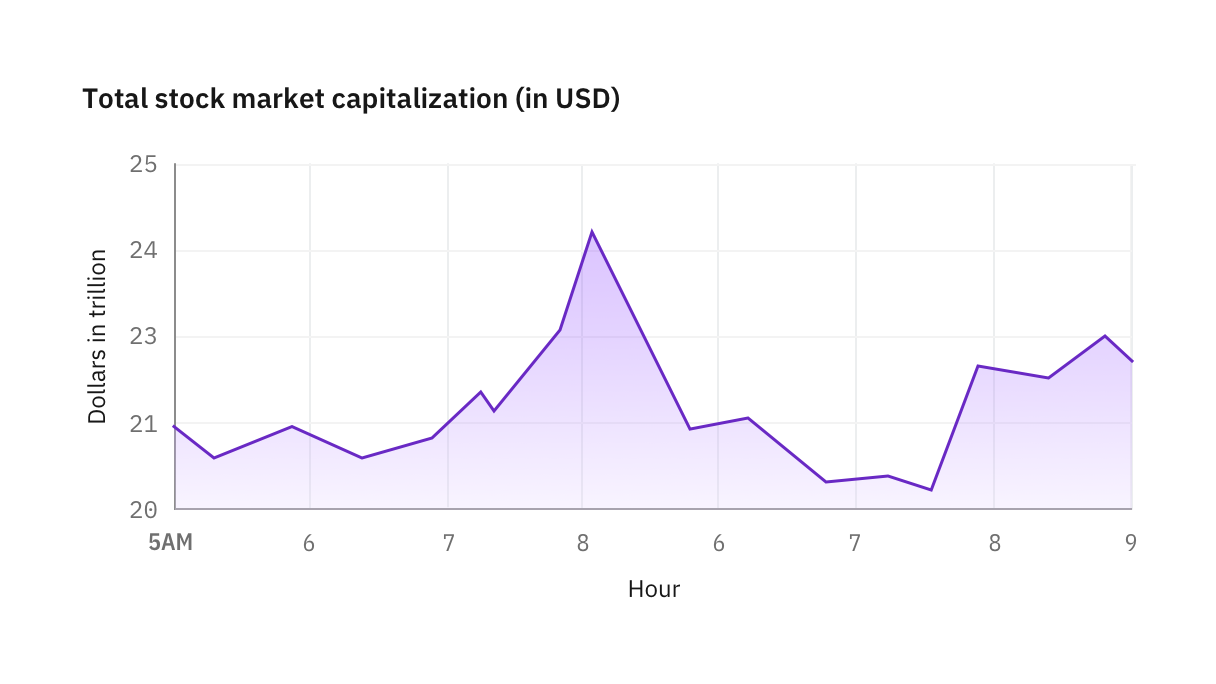 Total stock market capitalization (in USD)
Dollars in trillion
25
24
23
21
20
5AM 6 7 8 6 7 8 9
Hour